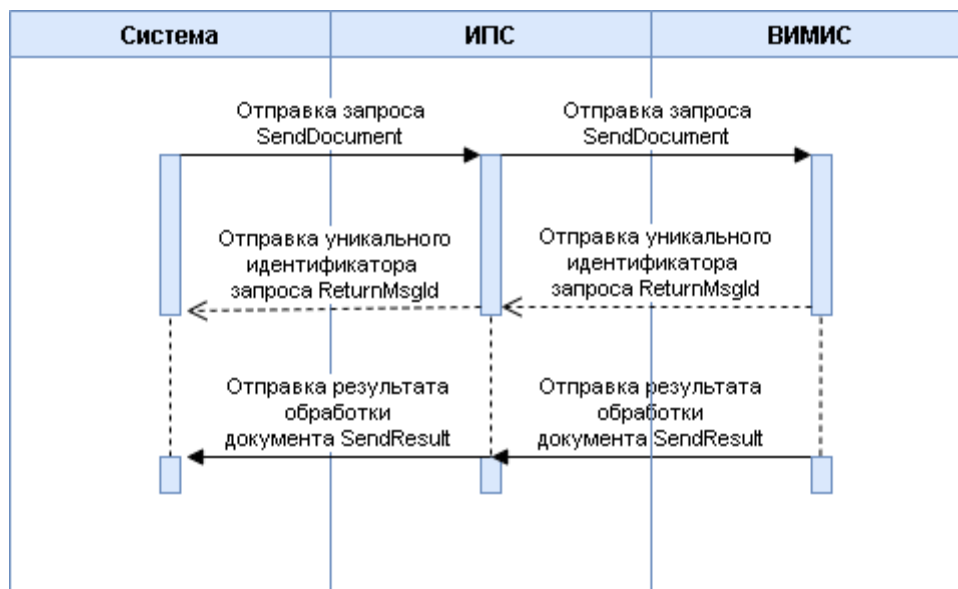 Система
ИПС
ВИМИС
Отправка запроса
SendDocument
Отправка запроса
SendDocument
Отправка уникального
идентификатора
запроса ReturnMsgId
Отправка уникального
идентификатора
запроса ReturnMsgId
Отправка результата
обработки
документа SendResult
Отправка результата
обработки
документа SendResult